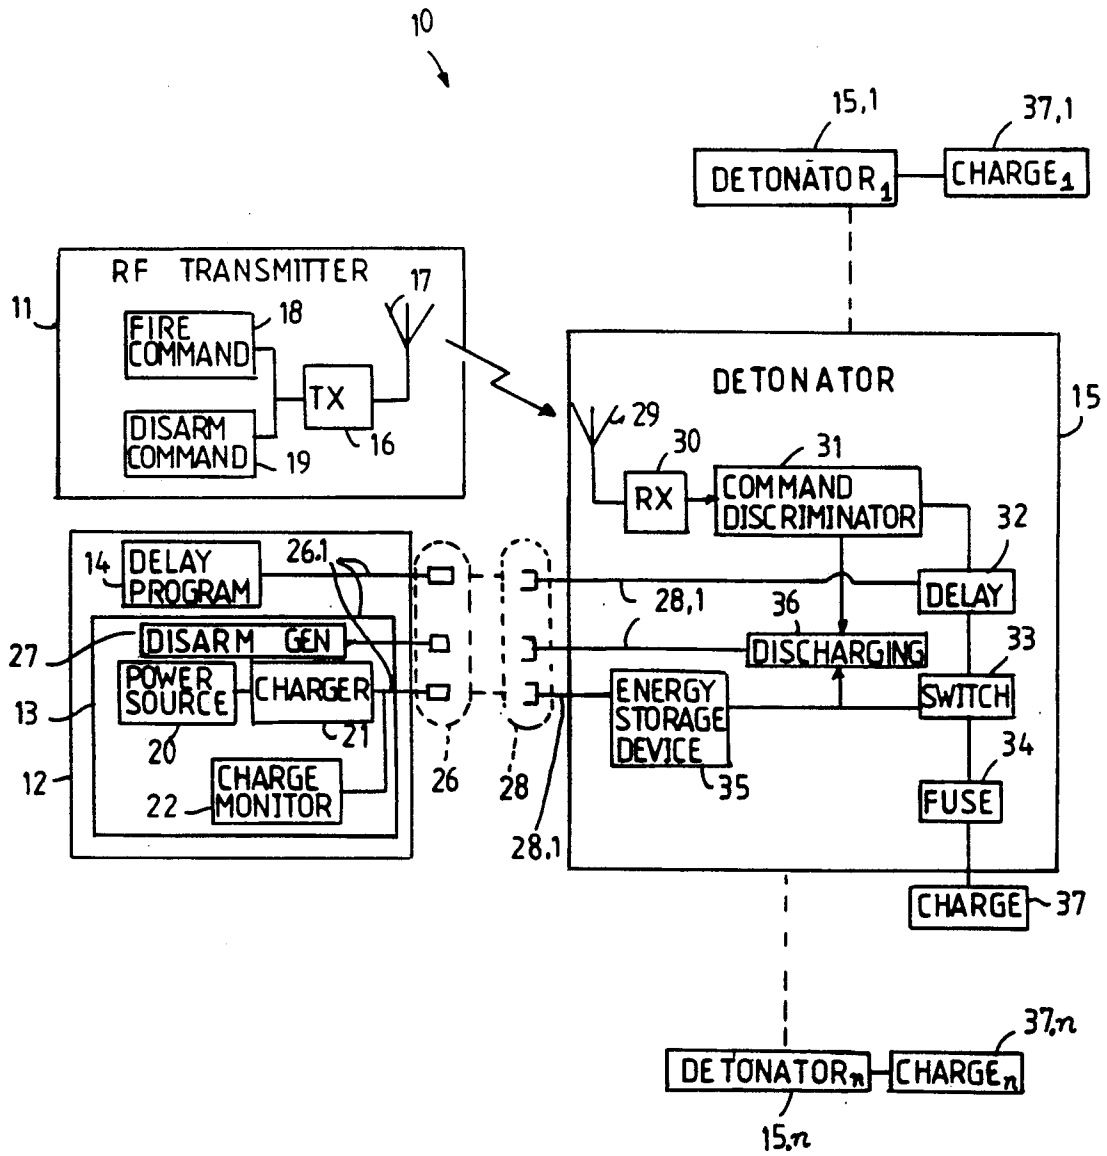 10
15,1
37,1
DETONATOR1
CHARGE1
RF TRANSMITTER
17
11
18
FIRE
COMMAND
TX
16
DISARM
COMMAND
19
DETONATOR
15
29
30
31
RX
COMMAND
DISCRIMINATOR
32
DELAY
14
DELAY
PROGRAM
26.1
28,1
36
27
DISARM GEN
DISCHARGING
33
13
POWER
SOURCE
CHARGER
20
21
ENERGY
STORAGE
DEVICE
35
SWITCH
34
12
22
CHARGE
MONITOR
26
28
28,1
FUSE
CHARGE
37
37,n
DETONATORn
CHARGEn
15,n